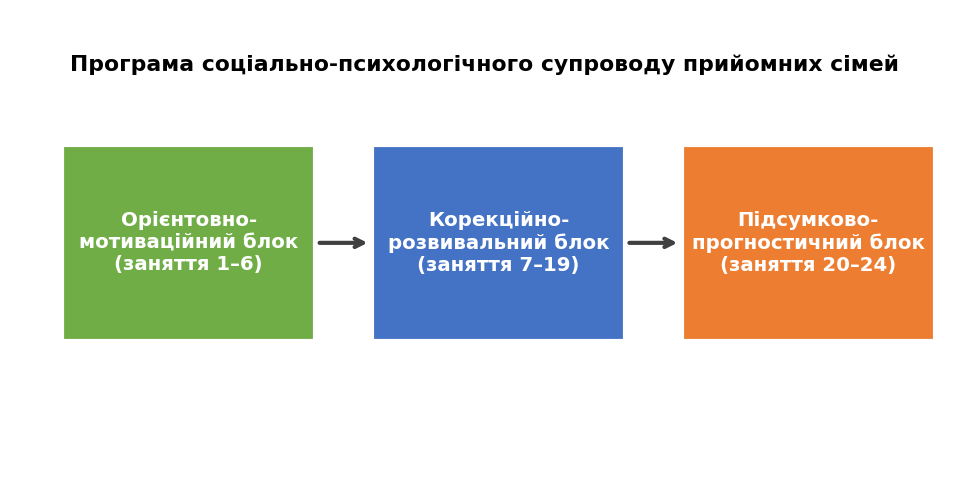 Програма соціально-психологічного супроводу прийомних сімей
Орієнтовно-
мотиваційний блок
(заняття 1–6)
Корекційно-
розвивальний блок
(заняття 7–19)
Підсумково-
прогностичний блок
(заняття 20–24)